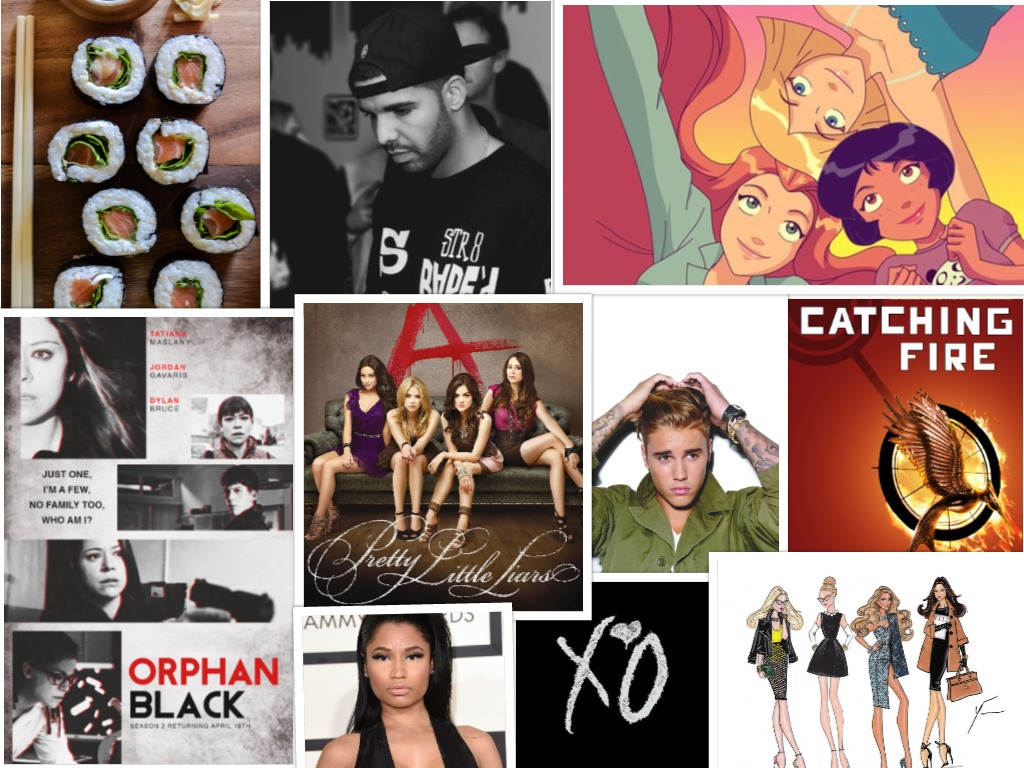 STR8
RAPE'D
TATIANA
MASLANY
JORDAN
GAVARIS
DYLAN
BRUCE
JUST ONE,
I'M A FEW,
NO FAMILY TOO,
WHO AM I?
ORPHAN
BLACK
SEASON 2 RETURNING APRIL 19TH
A
Pretty
Little Liars
CATCHING
FIRE
AMMY
XO